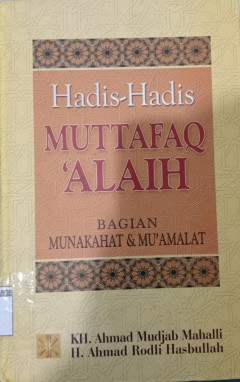 Hadis-Hadis
MUTTAFAQ
'ALAIH
BAGIAN
MUNAKAHAT & MU'AMALAT
KH. Ahmad Mudjab Mahalli
H. Ahmad Rodli Hasbullah